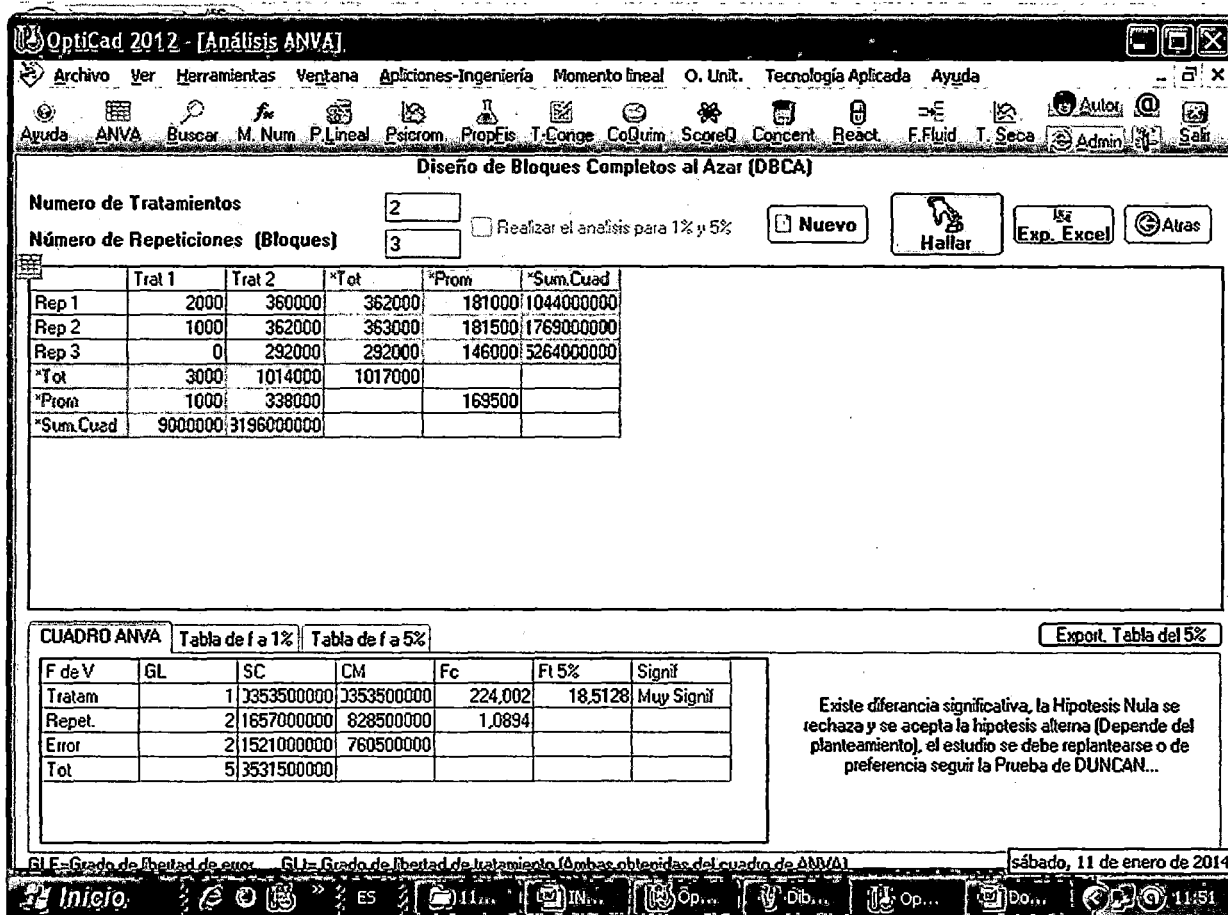 OptiCad 2012 - [Análisis ANVA]
Archivo Ver Herramientas Ventana Apliciones-Ingeniería Momento lineal O. Unit. Tecnología Aplicada Ayuda
Ayuda ANVA Buscar M. Num P.Lineal Psicrom. PropFis T-Conge CoQuim ScoreQ Concent React. F.Fluid T. Seca Autor Admin Salir
Diseño de Bloques Completos al Azar (DBCA)
Numero de Tratamientos 2
Realizar el analisis para 1% y 5%
Nuevo Hallar Exp. Excel Atras
Número de Repeticiones (Bloques) 3
Trat 1 Trat 2 *Tot *Prom *Sum.Cuad
Rep 1 2000 360000 362000 181000 1044000000
Rep 2 1000 362000 363000 181500 1769000000
Rep 3 0 292000 292000 146000 5264000000
*Tot 3000 1014000 1017000
*Prom 1000 338000 169500
*Sum.Cuad 9000000 8196000000
CUADRO ANVA Tabla de f a 1% Tabla de f a 5% Export. Tabla del 5%
F de V GL SC CM Fc Ft 5% Signif
Tratam 1 0353500000 0353500000 224,002 18,5128 Muy Signif
Repet. 2 1657000000 828500000 1,0894
Error 2 1521000000 760500000
Tot 5 3531500000
Existe diferancia significativa, la Hipotesis Nula se
rechaza y se acepta la hipotesis alterna (Depende del
planteamiento), el estudio se debe replantearse o de
preferencia seguir la Prueba de DUNCAN...
GLE=Grado de libertad de error GLt= Grado de libertad de tratamiento (Ambas obtenidas del cuadro de ANVA)
sábado, 11 de enero de 2014
Inicio ES 11... IN... Op... Dib... Op... Do... 11:51